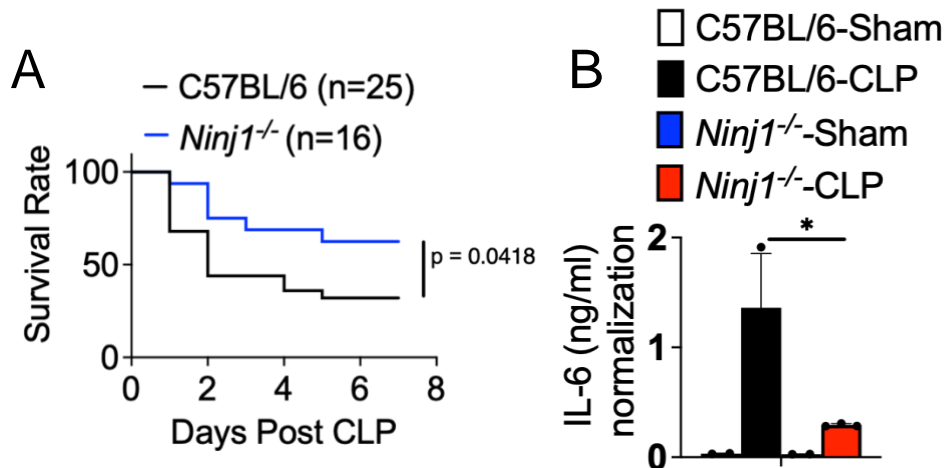 A
C57BL/6 (n=25)
Ninj1-/- (n=16)
100
50
0
Survival Rate
0 2 4 6 8
Days Post CLP
p = 0.0418
B
C57BL/6-Sham
C57BL/6-CLP
Ninj1-/--Sham
Ninj1-/--CLP
*
2
1
0
IL-6 (ng/ml)
normalization